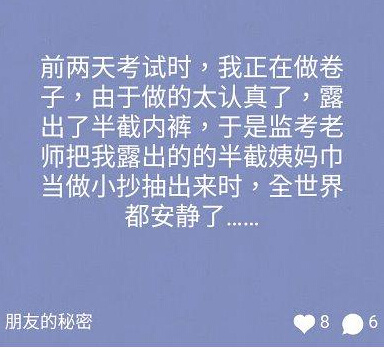 前两天考试时，我正在做卷
子，由于做的太认真了，露
出了半截内裤，于是监考老
师把我露出的的半截姨妈巾
当做小抄抽出来时，全世界
都安静了……
朋友的秘密
8
6